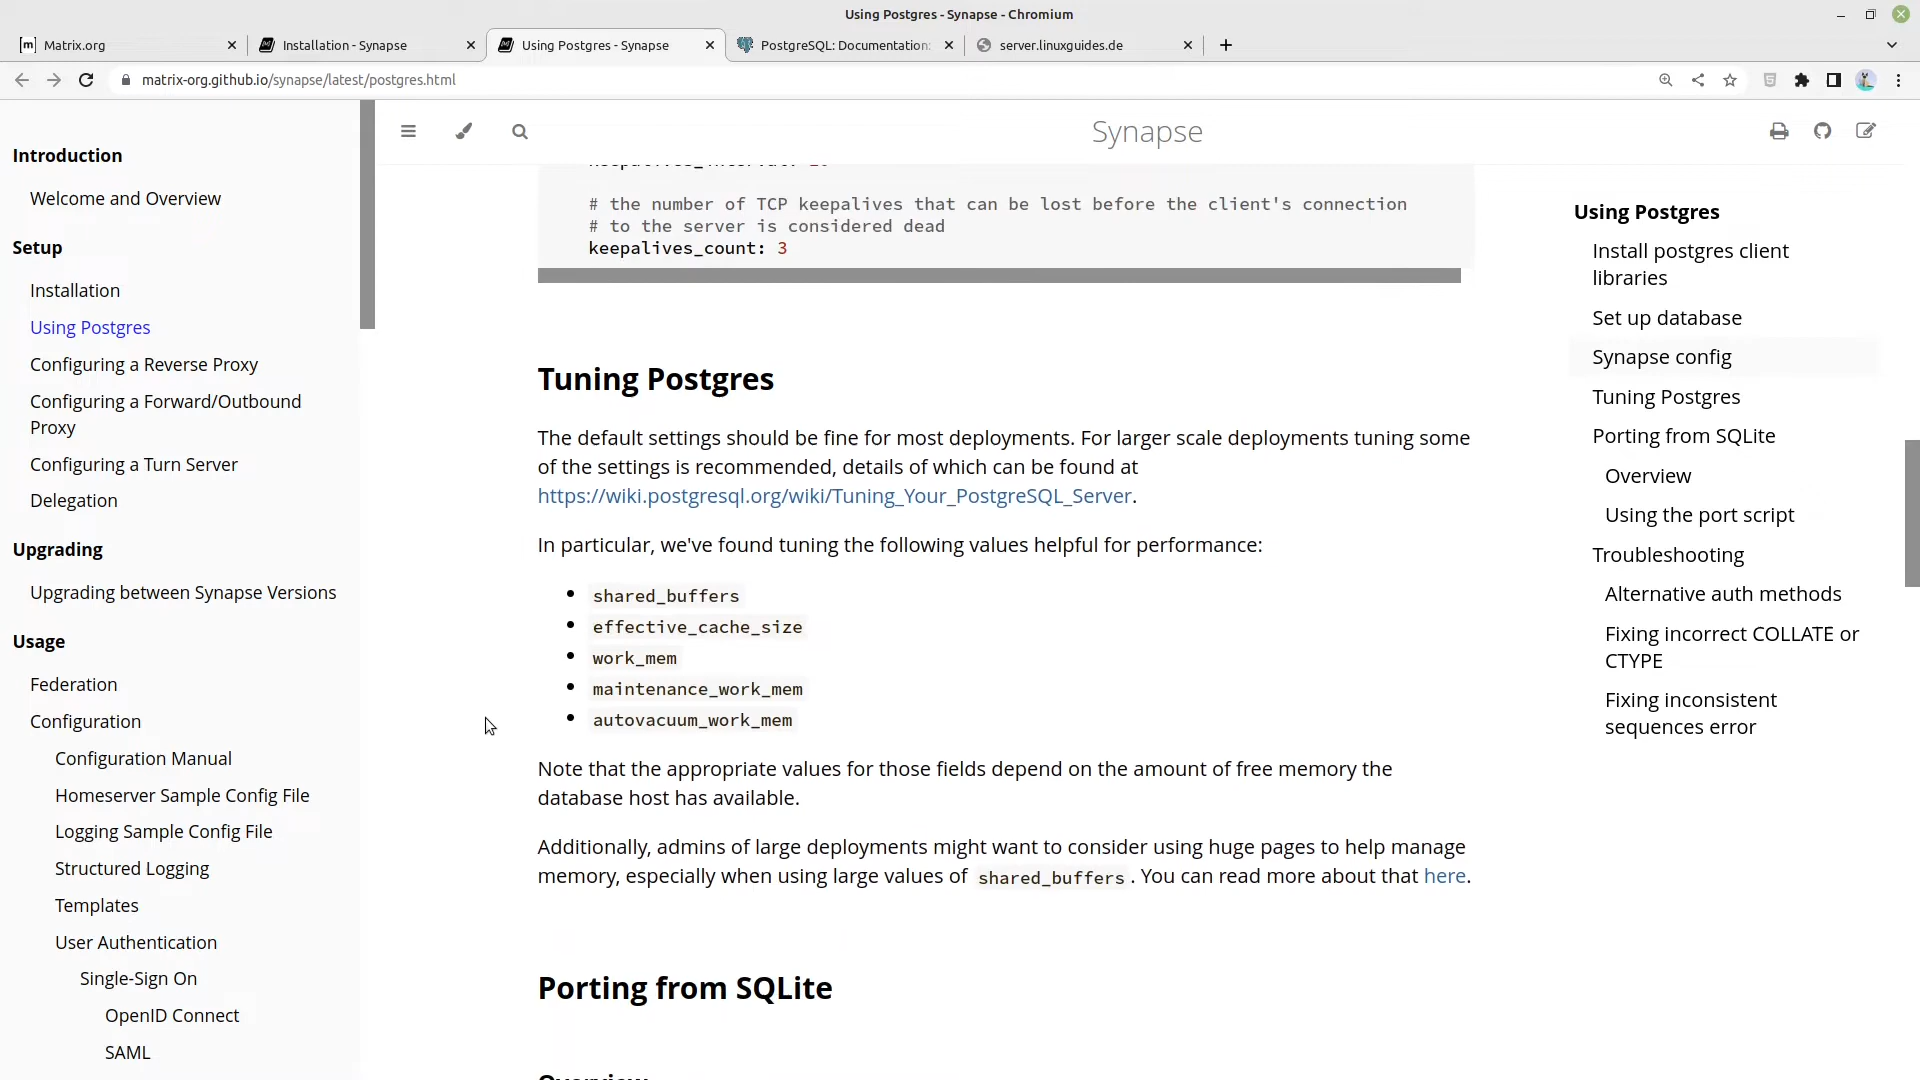 Using Postgres - Synapse - Chromium
Matrix.org
Installation - Synapse
Using Postgres - Synapse
PostgreSQL: Documentation:
server.linuxguides.de
matrix-org.github.io/synapse/latest/postgres.html
Synapse
Introduction
Welcome and Overview
Setup
Installation
Using Postgres
Configuring a Reverse Proxy
Configuring a Forward/Outbound
Proxy
Configuring a Turn Server
Delegation
Upgrading
Upgrading between Synapse Versions
Usage
Federation
Configuration
Configuration Manual
Homeserver Sample Config File
Logging Sample Config File
Structured Logging
Templates
User Authentication
Single-Sign On
OpenID Connect
SAML
# the number of TCP keepalives that can be lost before the client's connection
# to the server is considered dead
keepalives_count: 3
Tuning Postgres
The default settings should be fine for most deployments. For larger scale deployments tuning some
of the settings is recommended, details of which can be found at
https://wiki.postgresql.org/wiki/Tuning_Your_PostgreSQL_Server.
In particular, we've found tuning the following values helpful for performance:
shared_buffers
effective_cache_size
work_mem
maintenance_work_mem
autovacuum_work_mem
Note that the appropriate values for those fields depend on the amount of free memory the
database host has available.
Additionally, admins of large deployments might want to consider using huge pages to help manage
memory, especially when using large values of shared_buffers. You can read more about that here.
Porting from SQLite
Overview
Using Postgres
Install postgres client
libraries
Set up database
Synapse config
Tuning Postgres
Porting from SQLite
Overview
Using the port script
Troubleshooting
Alternative auth methods
Fixing incorrect COLLATE or
CTYPE
Fixing inconsistent
sequences error